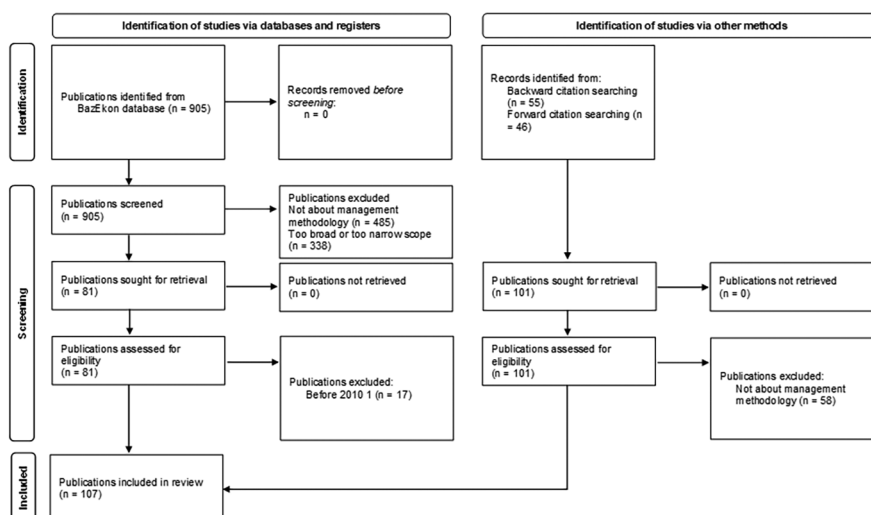 Identification of studies via databases and registers
Identification of studies via other methods
Identification
Publications identified from
BazEkon database (n = 905)
Records removed before
screening:
n = 0
Records identified from:
Backward citation searching
(n = 55)
Forward citation searching (n
= 46)
Screening
Publications screened
(n = 905)
Publications excluded
Not about management
methodology (n = 485)
Too broad or too narrow scope
(n = 338)
Publications sought for retrieval
(n = 81)
Publications not retrieved
(n = 0)
Publications sought for retrieval
(n = 101)
Publications not retrieved
(n = 0)
Publications assessed for
eligibility
(n = 81)
Publications excluded:
Before 2010 1 (n = 17)
Publications assessed for
eligibility
(n = 101)
Publications excluded:
Not about management
methodology (n = 58)
Included
Publications included in review
(n = 107)